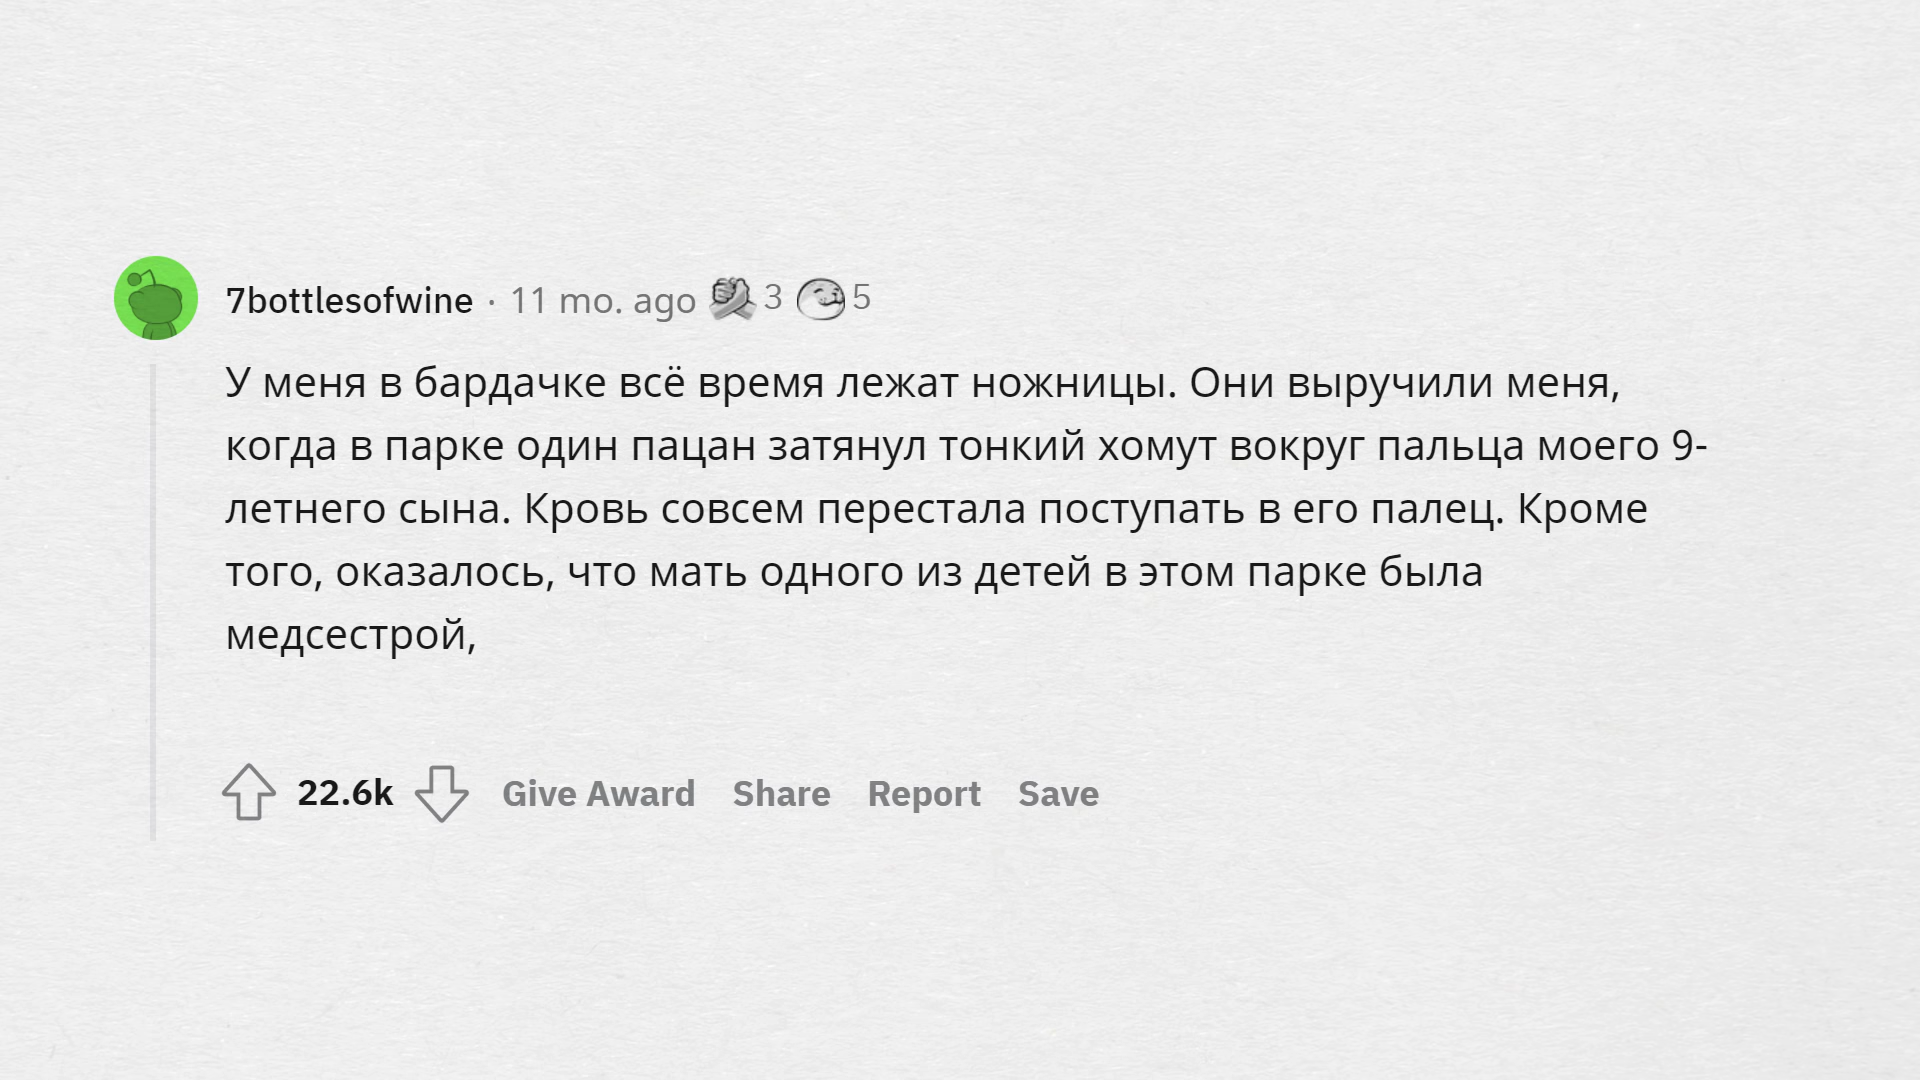 7bottlesofwine · 11 mo. ago 3 5
У меня в бардачке всё время лежат ножницы. Они выручили меня,
когда в парке один пацан затянул тонкий хомут вокруг пальца моего 9-
летнего сына. Кровь совсем перестала поступать в его палец. Кроме
того, оказалось, что мать одного из детей в этом парке была
медсестрой,
22.6k Give Award Share Report Save